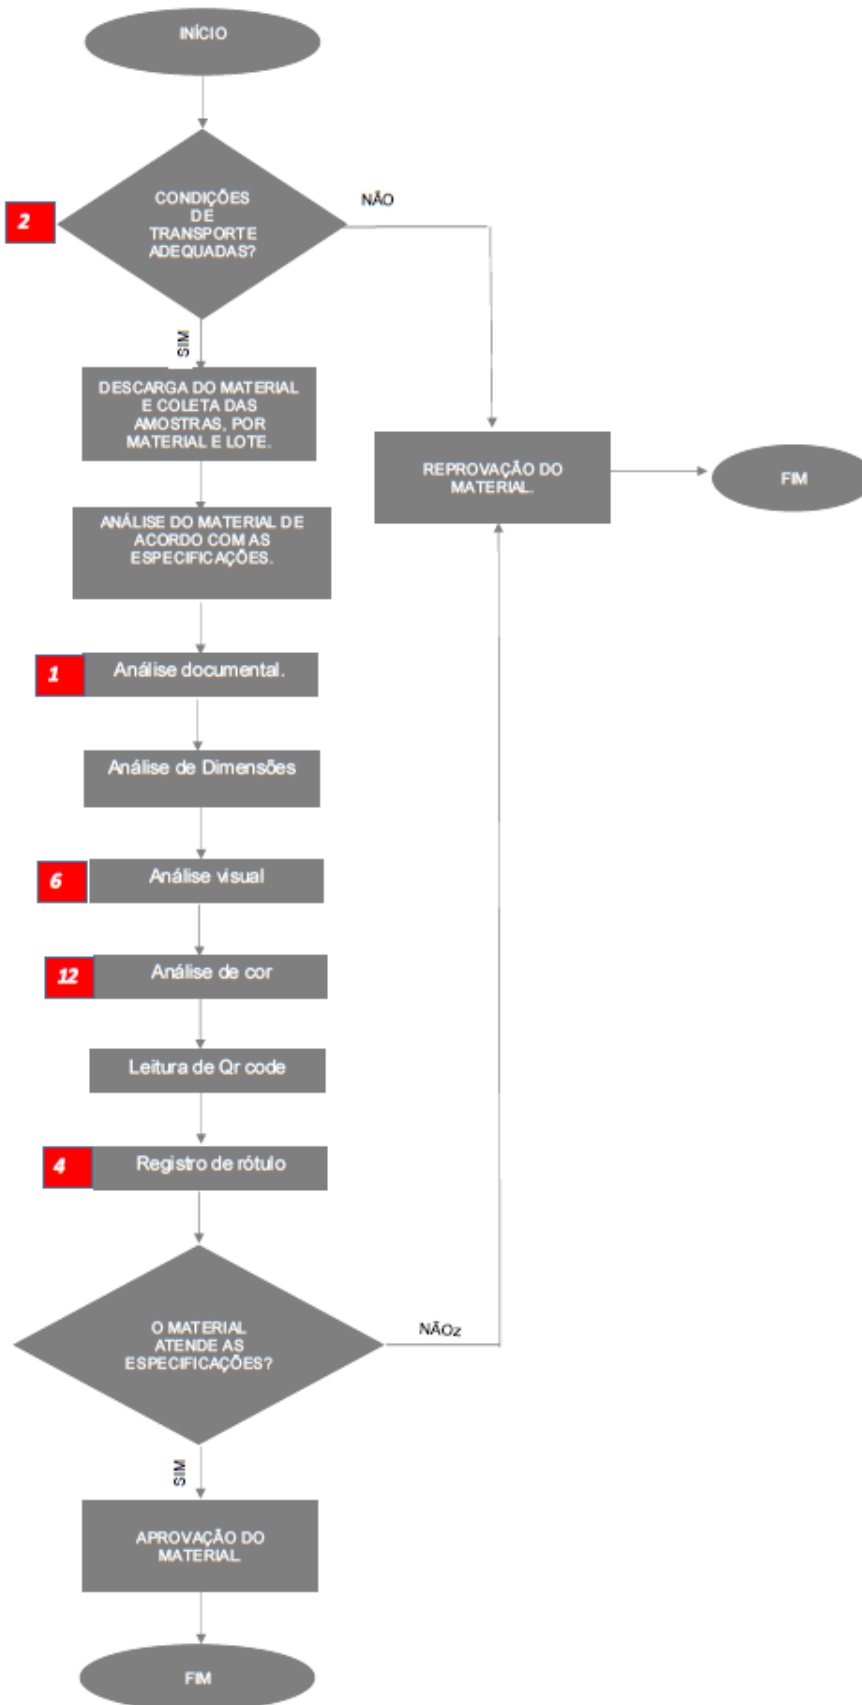 INÍCIO
2
CONDIÇÕES
DE
TRANSPORTE
ADEQUADAS?
NÃO
SIM
DESCARGA DO MATERIAL
E COLETA DAS
AMOSTRAS, POR
MATERIAL E LOTE.
REPROVAÇÃO DO
MATERIAL.
FIM
ANÁLISE DO MATERIAL DE
ACORDO COM AS
ESPECIFICAÇÕES.
1
Análise documental.
Análise de Dimensões
6
Análise visual
12
Análise de cor
Leitura de Qr code
4
Registro de rótulo
O MATERIAL
ATENDE AS
ESPECIFICAÇÕES?
NÃOz
SIM
APROVAÇÃO DO
MATERIAL
FIM